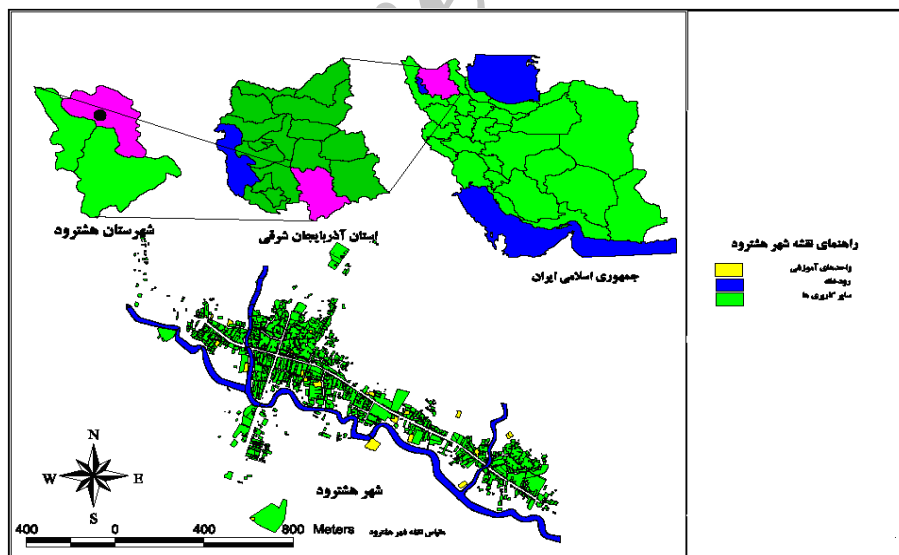 شهرستان هشترود
استان آذربایجان شرقی
جمهوری اسلامی ایران
راهنمای نقشه شهر هشترود
واحدهای آموزشی
رودخانه
سایر کاربری ها
N
W E
S
شهر هشترود
400 0 400 800 Meters
مقیاس نقشه شهر هشترود